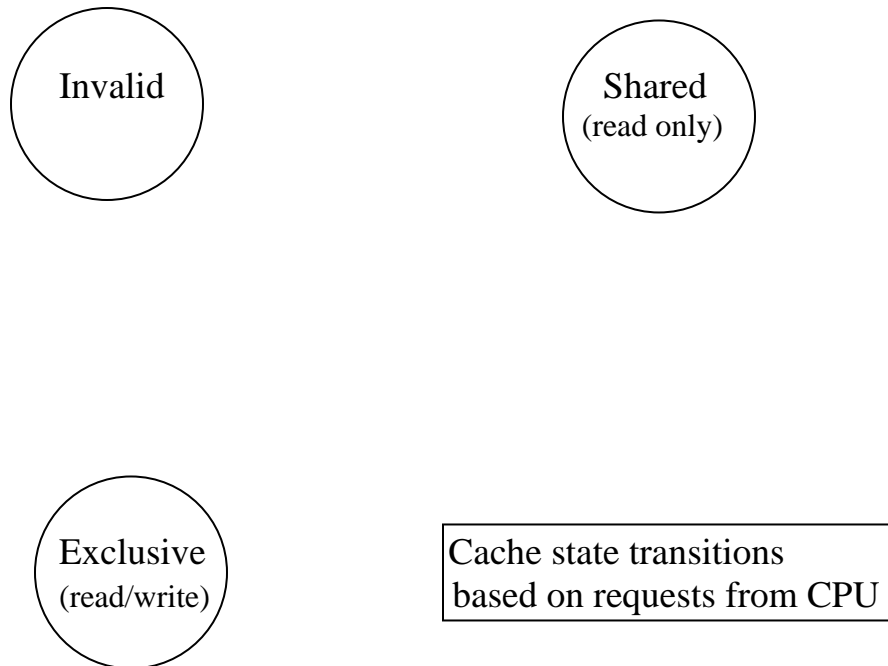 Invalid
Shared
(read only)
Exclusive
(read/write)
Cache state transitions
based on requests from CPU